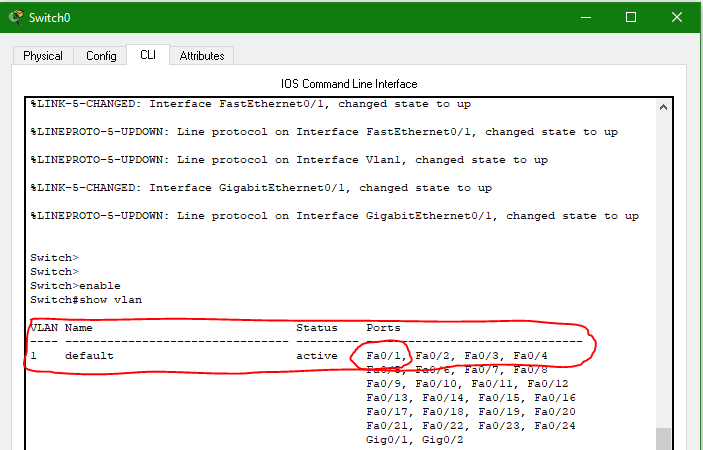 Switch0
Physical Config CLI Attributes
IOS Command Line Interface
%LINK-5-CHANGED: Interface FastEthernet0/1, changed state to up
%LINEPROTO-5-UPDOWN: Line protocol on Interface FastEthernet0/1, changed state to up
%LINEPROTO-5-UPDOWN: Line protocol on Interface Vlan1, changed state to up
%LINK-5-CHANGED: Interface GigabitEthernet0/1, changed state to up
%LINEPROTO-5-UPDOWN: Line protocol on Interface GigabitEthernet0/1, changed state to up
Switch>
Switch>
Switch>enable
Switch#show vlan
VLAN Name Status Ports
---- -------------------------------- --------- -------------------------------
1 default active Fa0/1, Fa0/2, Fa0/3, Fa0/4
Fa0/5, Fa0/6, Fa0/7, Fa0/8
Fa0/9, Fa0/10, Fa0/11, Fa0/12
Fa0/13, Fa0/14, Fa0/15, Fa0/16
Fa0/17, Fa0/18, Fa0/19, Fa0/20
Fa0/21, Fa0/22, Fa0/23, Fa0/24
Gig0/1, Gig0/2